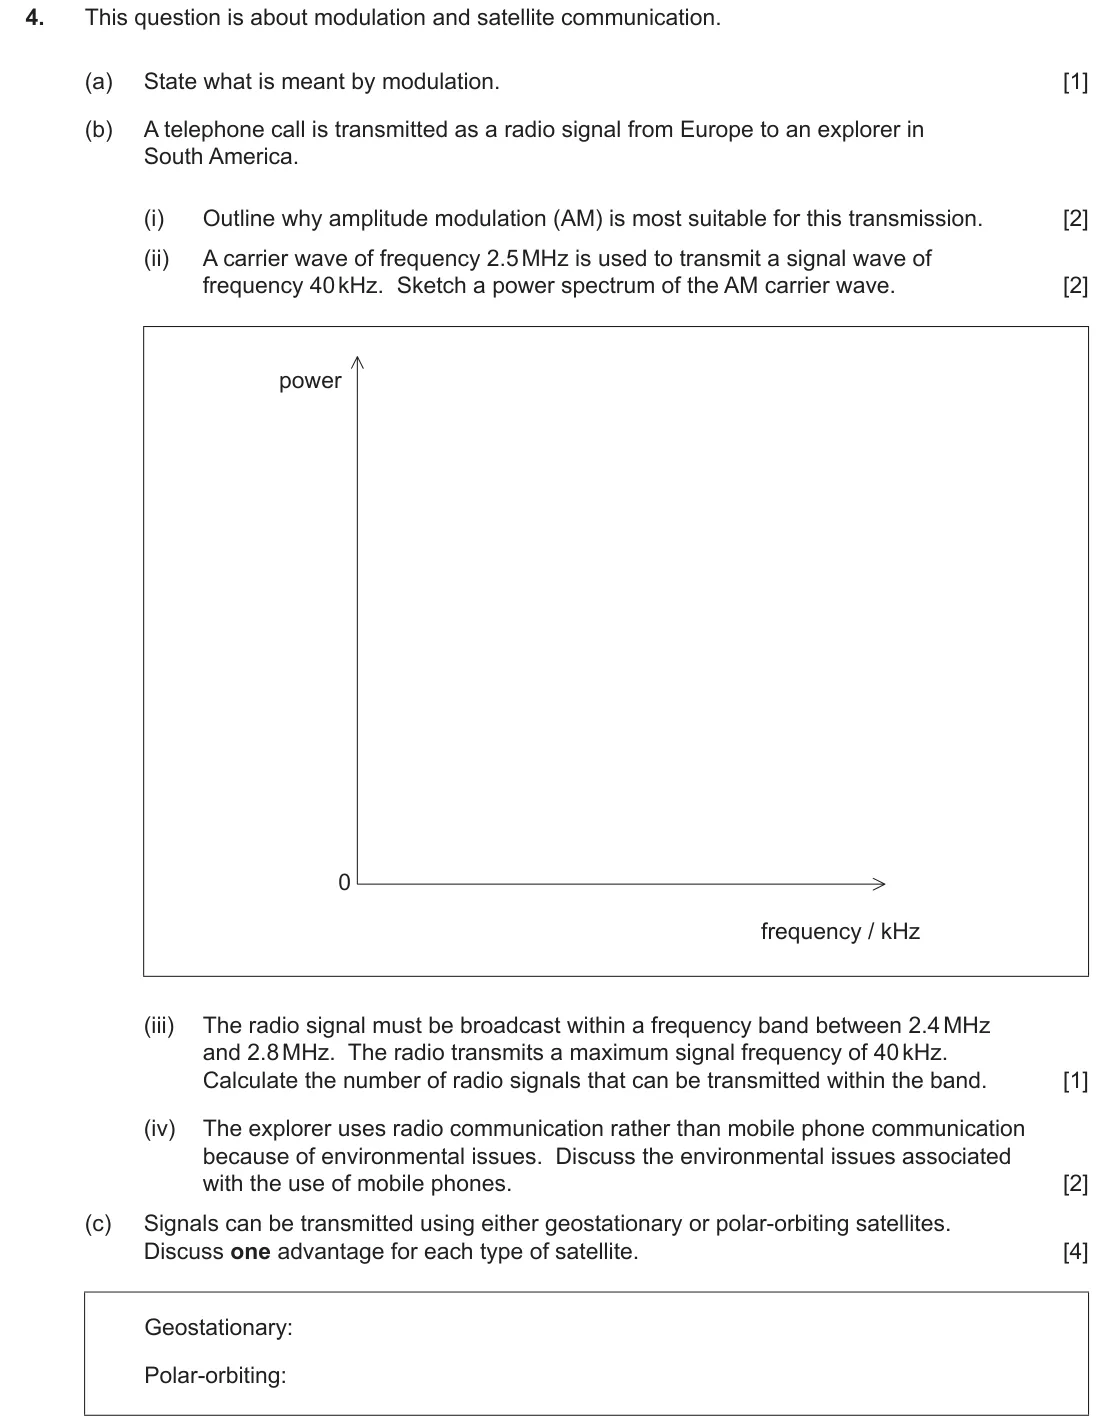 4. This question is about modulation and satellite communication.
(a) State what is meant by modulation. [1]
(b) A telephone call is transmitted as a radio signal from Europe to an explorer in
South America.
(i) Outline why amplitude modulation (AM) is most suitable for this transmission. [2]
(ii) A carrier wave of frequency 2.5 MHz is used to transmit a signal wave of
frequency 40 kHz. Sketch a power spectrum of the AM carrier wave. [2]
power
0
frequency / kHz
(iii) The radio signal must be broadcast within a frequency band between 2.4 MHz
and 2.8 MHz. The radio transmits a maximum signal frequency of 40 kHz.
Calculate the number of radio signals that can be transmitted within the band. [1]
(iv) The explorer uses radio communication rather than mobile phone communication
because of environmental issues. Discuss the environmental issues associated
with the use of mobile phones. [2]
(c) Signals can be transmitted using either geostationary or polar-orbiting satellites.
Discuss one advantage for each type of satellite. [4]
Geostationary:
Polar-orbiting: